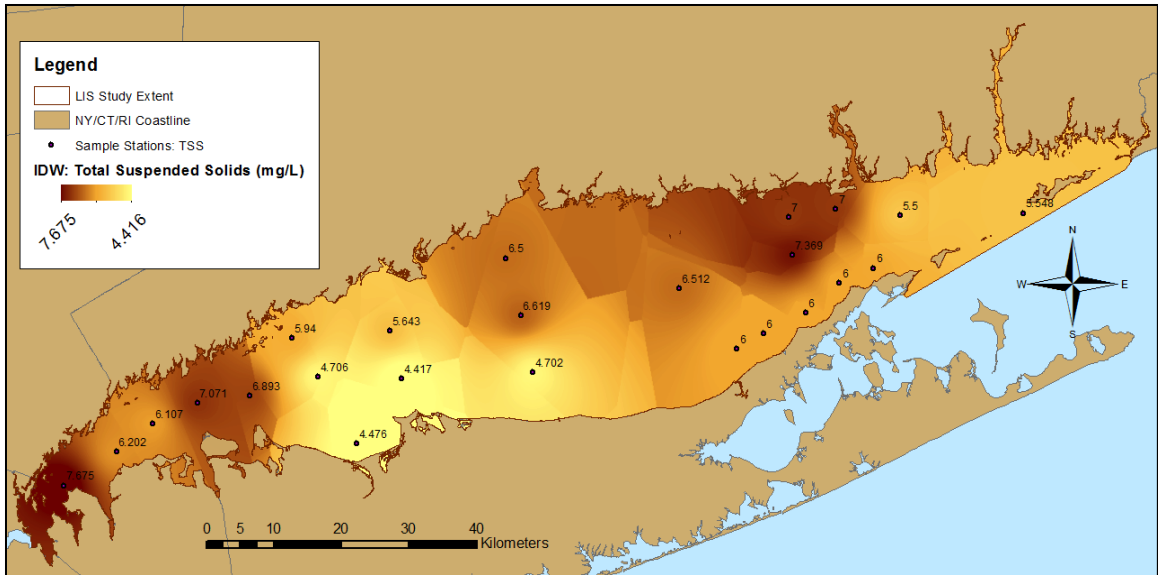 Legend
LIS Study Extent
NY/CT/RI Coastline
Sample Stations: TSS
IDW: Total Suspended Solids (mg/L)
7.675
4.416
7
7
5.5
5.548
7.369
6.5
6
6
6.512
6.619
6
6
6
5.643
5.94
4.702
4.706
4.417
6.893
7.071
6.107
4.476
6.202
7.675
N
W
E
S
0 5 10 20 30 40
Kilometers